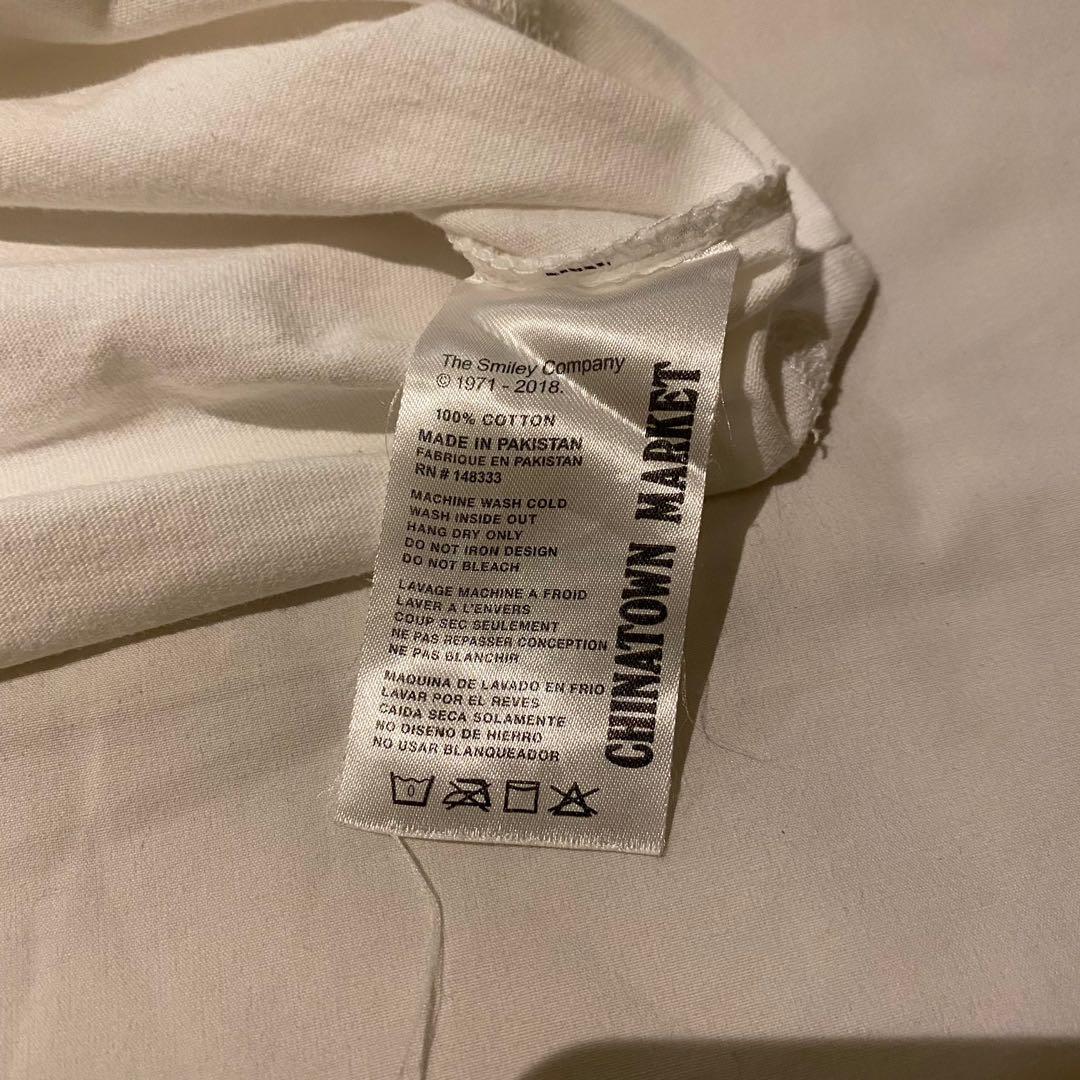 The Smiley Company
© 1971 - 2018.
100% COTTON
MADE IN PAKISTAN
FABRIQUE EN PAKISTAN
RN # 148333
MACHINE WASH COLD
WASH INSIDE OUT
HANG DRY ONLY
DO NOT IRON DESIGN
DO NOT BLEACH
LAVAGE MACHINE A FROID
LAVER A L'ENVERS
COUP SEC SEULEMENT
NE PAS REPASSER CONCEPTION
NE PAS BLANCHIR
MAQUINA DE LAVADO EN FRIO
LAVAR POR EL REVES
CAIDA SECA SOLAMENTE
NO DISENO DE HIERRO
NO USAR BLANQUEADOR
0
CHINATOWN MARKET